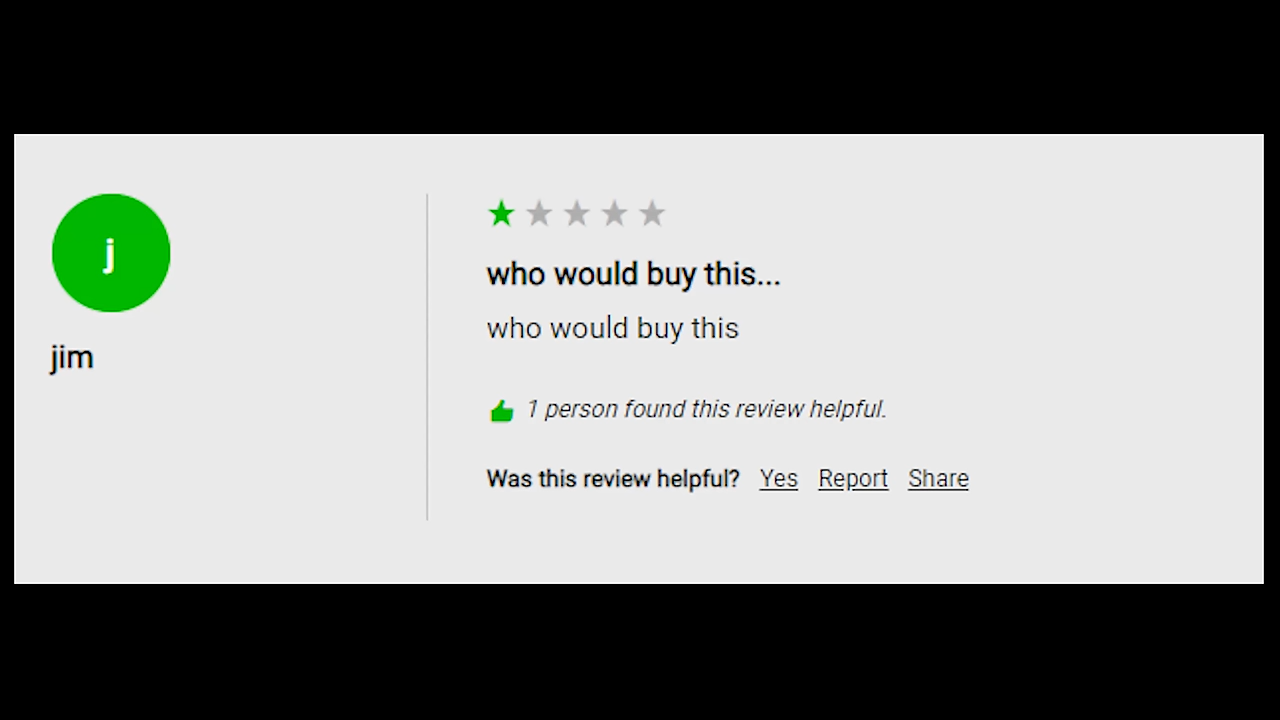 j
jim
who would buy this...
who would buy this
1 person found this review helpful.
Was this review helpful? Yes Report Share